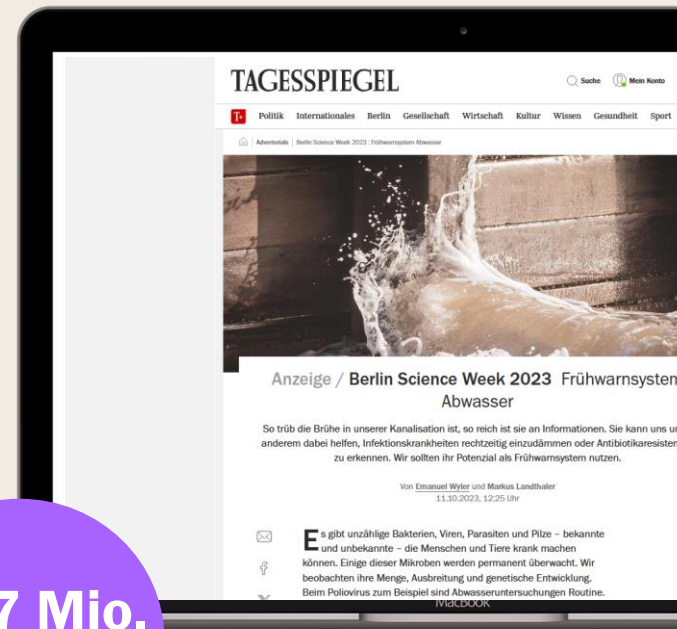 TAGESSPIEGEL
Suche Mein Konto
T+ Politik Internationales Berlin Gesellschaft Wirtschaft Kultur Wissen Gesundheit Sport
Advertorials | Berlin Science Week 2023 : Frühwarnsystem Abwasser
Anzeige / Berlin Science Week 2023 Frühwarnsystem
Abwasser
So trüb die Brühe in unserer Kanalisation ist, so reich ist sie an Informationen. Sie kann uns
anderem dabei helfen, Infektionskrankheiten rechtzeitig einzudämmen oder Antibiotikaresisten
zu erkennen. Wir sollten ihr Potenzial als Frühwarnsystem nutzen.
Von Emanuel Wyler und Markus Landthaler
11.10.2023, 12:25 Uhr
Es gibt unzählige Bakterien, Viren, Parasiten und Pilze – bekannte
und unbekannte – die Menschen und Tiere krank machen
können. Einige dieser Mikroben werden permanent überwacht. Wir
beobachten ihre Menge, Ausbreitung und genetische Entwicklung.
Beim Poliovirus zum Beispiel sind Abwasseruntersuchungen Routine.
MacBook
7 Mio.